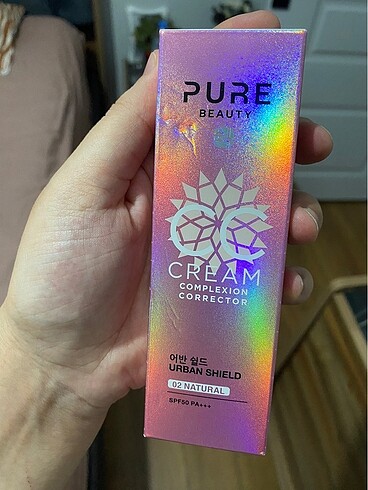 PURE
BEAUTY
CC
CREAM
COMPLEXION
CORRECTOR
어반 쉴드
URBAN SHIELD
02 NATURAL
SPF50 PA+++